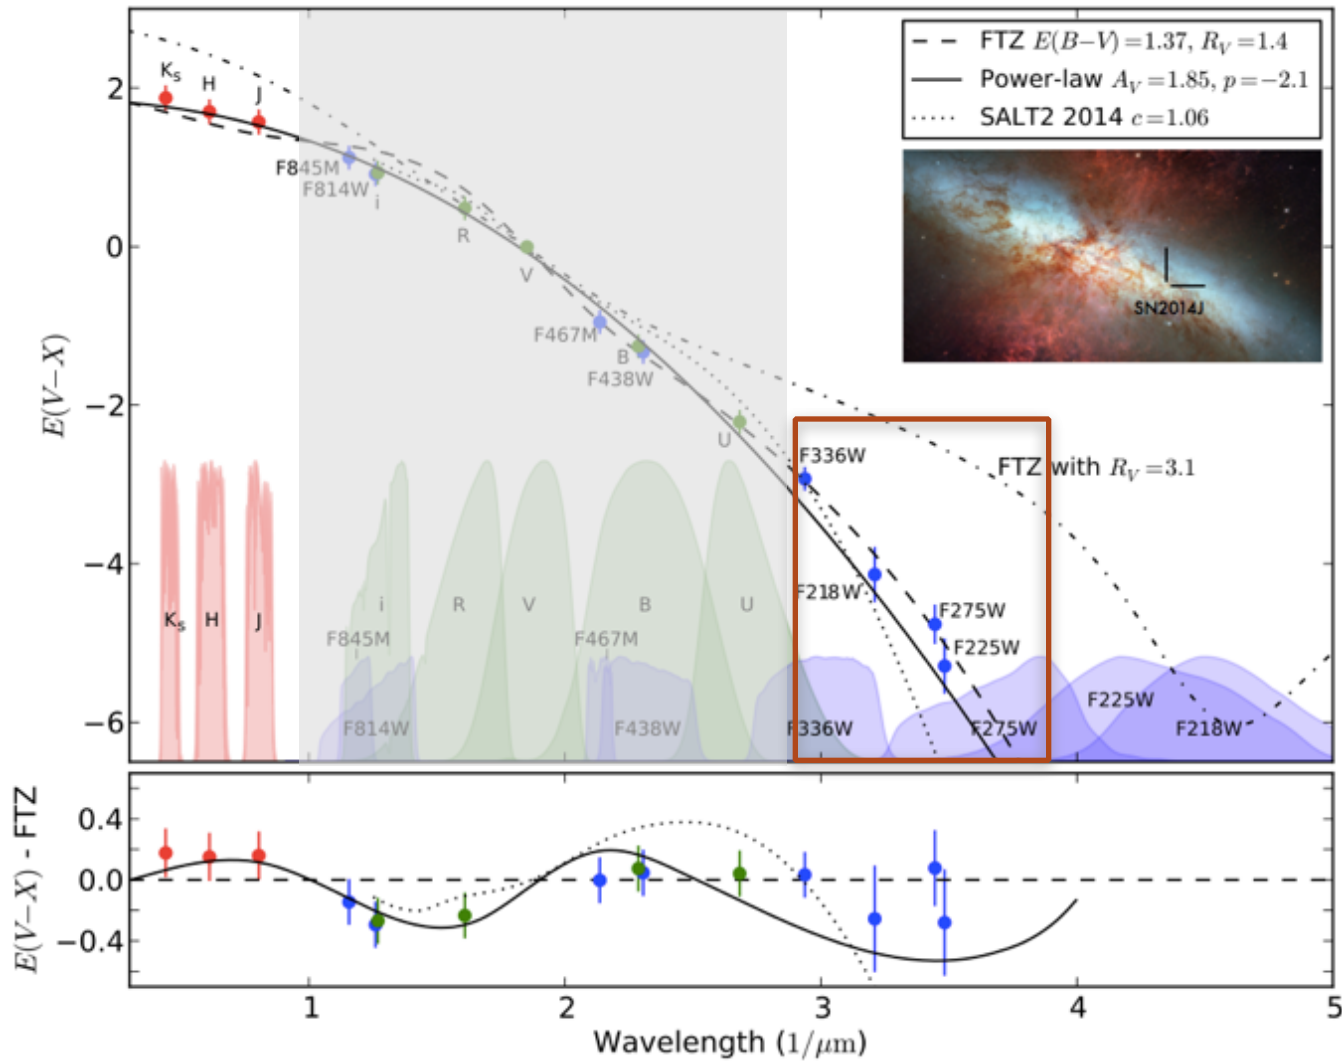 FTZ E(B−V)=1.37, R_V=1.4
Power-law A_V=1.85, p=−2.1
SALT2 2014 c=1.06
SN2014J
2
0
−2
−4
−6
E(V−X)
K_s
H
J
F845M
F814W
i
R
V
F467M
B
F438W
U
F336W
FTZ with R_V=3.1
F218W
F275W
F225W
K_s
H
J
i
R
V
B
U
F845M
F467M
F814W
F438W
F336W
F275W
F225W
F218W
0.4
0.0
−0.4
E(V−X) - FTZ
1
2
3
4
5
Wavelength (1/μm)